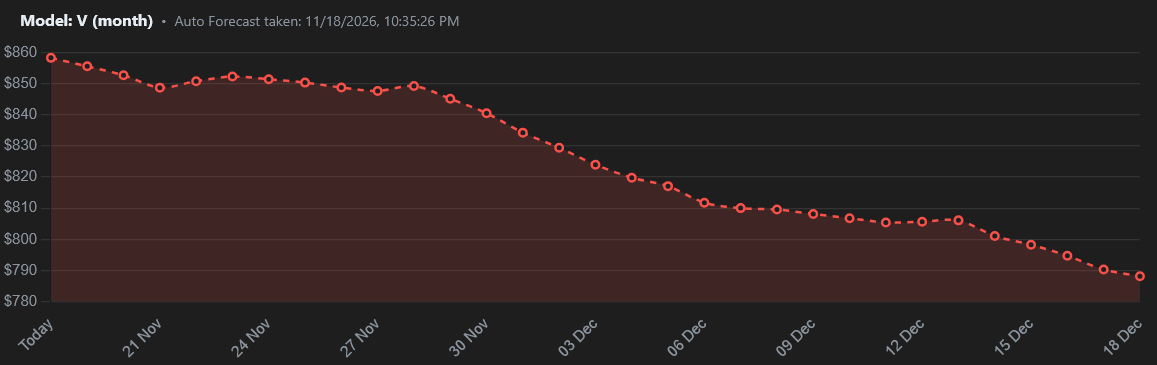 Model: V (month) • Auto Forecast taken: 11/18/2026, 10:35:26 PM
$860
$850
$840
$830
$820
$810
$800
$790
$780
Today
21 Nov
24 Nov
27 Nov
30 Nov
03 Dec
06 Dec
09 Dec
12 Dec
15 Dec
18 Dec